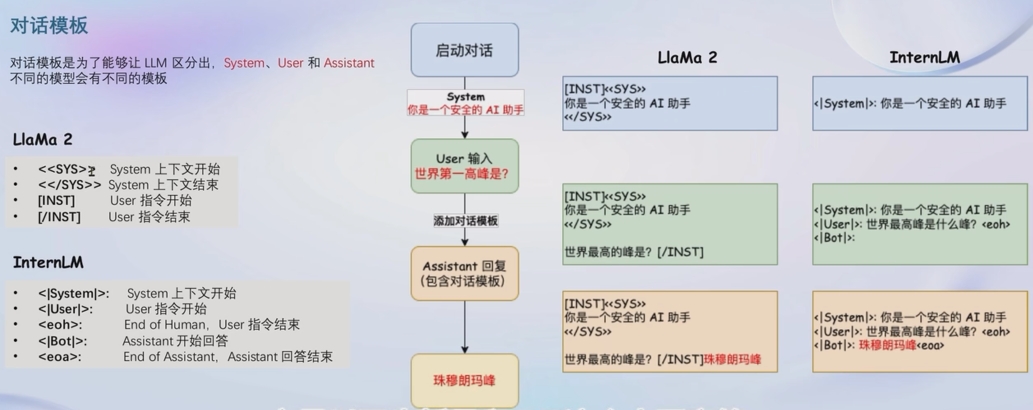 对话模板
对话模板是为了能够让 LLM 区分出，System、User 和 Assistant
不同的模型会有不同的模板
LlaMa 2
• <<SYS>> System 上下文开始
• <</SYS>> System 上下文结束
• [INST] User 指令开始
• [/INST] User 指令结束
InternLM
• <|System|>: System 上下文开始
• <|User|>: User 指令开始
• <eoh>: End of Human，User 指令结束
• <|Bot|>: Assistant 开始回答
• <eoa>: End of Assistant，Assistant 回答结束
启动对话
System
你是一个安全的 AI 助手
User 输入
世界第一高峰是？
添加对话模板
Assistant 回复
(包含对话模板)
珠穆朗玛峰
LlaMa 2
[INST]<<SYS>>
你是一个安全的 AI 助手
<</SYS>>
[INST]<<SYS>>
你是一个安全的 AI 助手
<</SYS>>
世界最高的峰是？[/INST]
[INST]<<SYS>>
你是一个安全的 AI 助手
<</SYS>>
世界最高的峰是？[/INST]珠穆朗玛峰
InternLM
<|System|>: 你是一个安全的 AI 助手
<|System|>: 你是一个安全的 AI 助手
<|User|>: 世界最高峰是什么峰？<eoh>
<|Bot|>:
<|System|>: 你是一个安全的 AI 助手
<|User|>: 世界最高峰是什么峰？<eoh>
<|Bot|>: 珠穆朗玛峰<eoa>